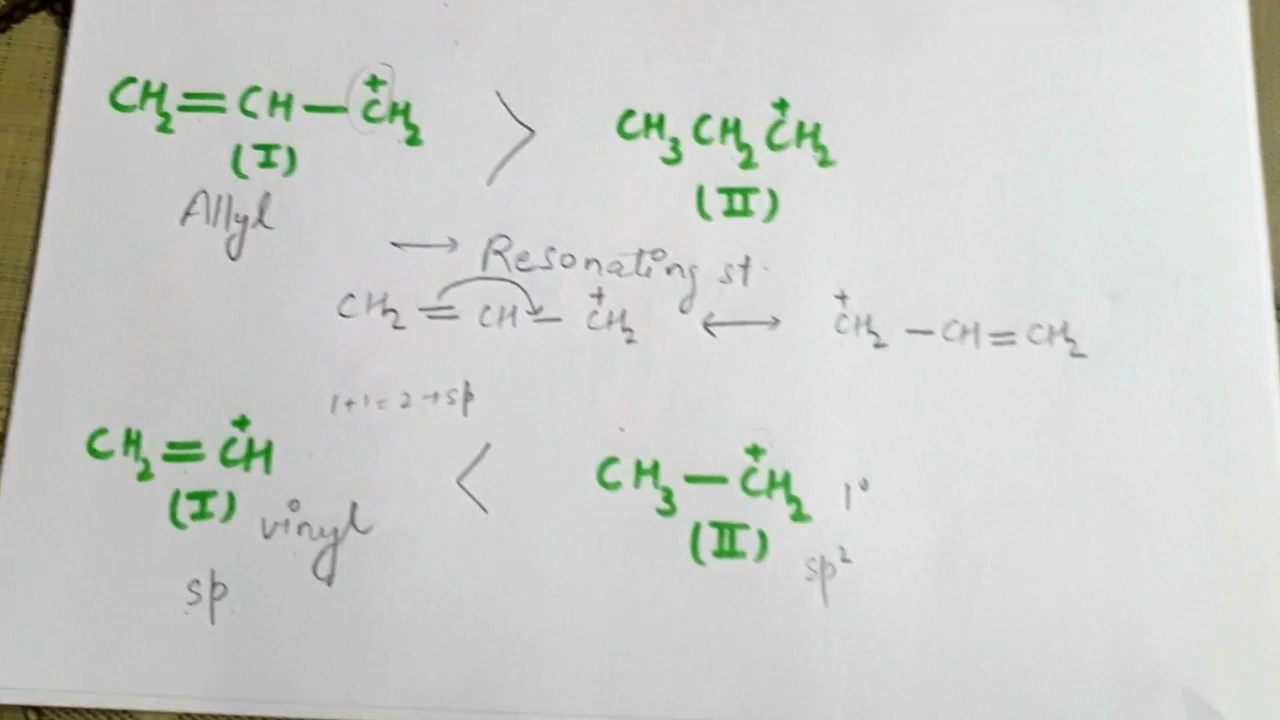 CH₂=CH–C⁺H₂ > CH₃CH₂C⁺H₂
(I) (II)
Allyl
→ Resonating st.
CH₂=CH–C⁺H₂ ↔ C⁺H₂–CH=CH₂
1+1=2→sp
CH₂=C⁺H < CH₃–C⁺H₂ 1°
(I) vinyl (II)
sp sp²